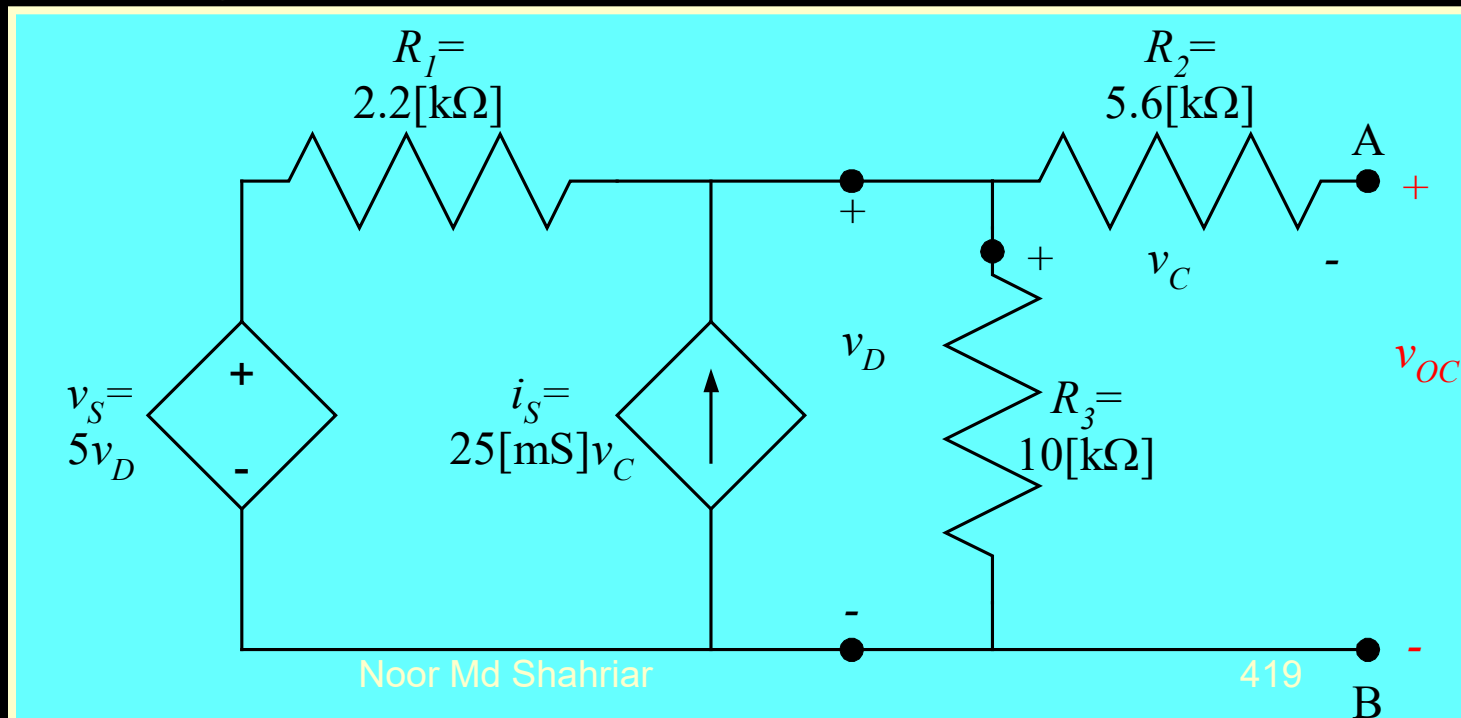 R1=
2.2[kΩ]
R2=
5.6[kΩ]
A
+
+
+
vC
-
vD
vOC
+
-
vS=
5vD
iS=
25[mS]vC
R3=
10[kΩ]
-
-
Noor Md Shahriar
419
B